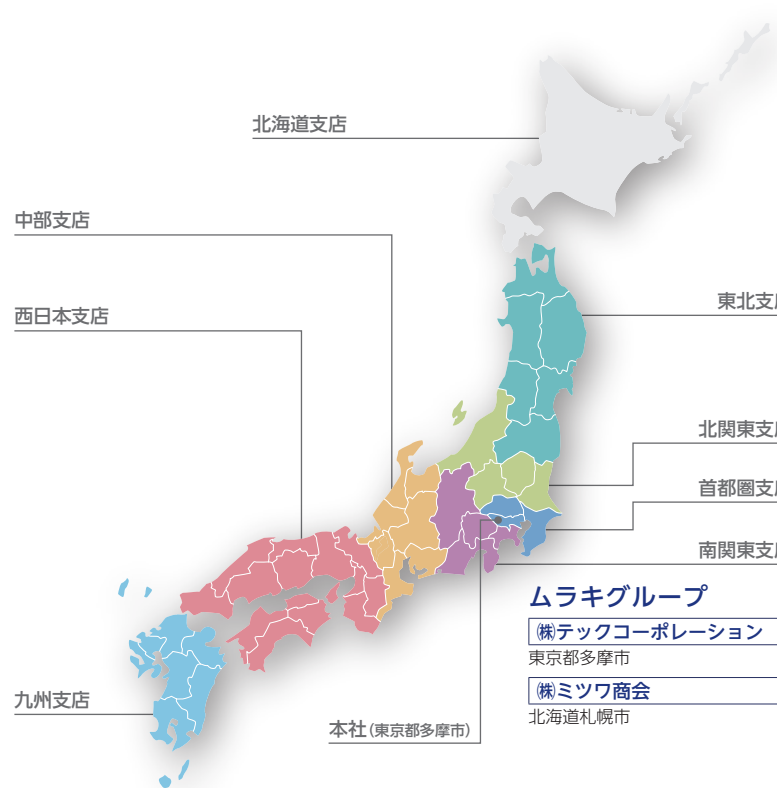 北海道支店
中部支店
西日本支店
東北支店
北関東支店
首都圏支店
南関東支店
ムラキグループ
㈱テックコーポレーション
東京都多摩市
㈱ミツワ商会
北海道札幌市
九州支店
本社(東京都多摩市)